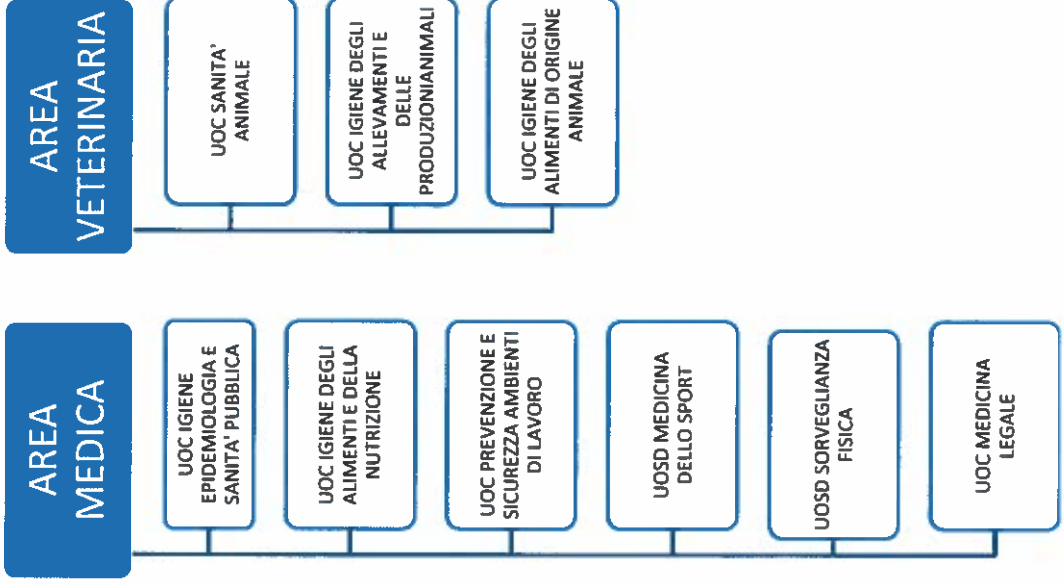 AREA
MEDICA
UOC IGIENE
EPIDEMIOLOGIA E
SANITA' PUBBLICA
UOC IGIENE DEGLI
ALIMENTI E DELLA
NUTRIZIONE
UOC PREVENZIONE E
SICUREZZA AMBIENTI
DI LAVORO
UOSD MEDICINA
DELLO SPORT
UOSD SORVEGLIANZA
FISICA
UOC MEDICINA
LEGALE
AREA
VETERINARIA
UOC SANITA'
ANIMALE
UOC IGIENE DEGLI
ALLEVAMENTI E
DELLE
PRODUZIONIANIMALI
UOC IGIENE DEGLI
ALIMENTI DI ORIGINE
ANIMALE